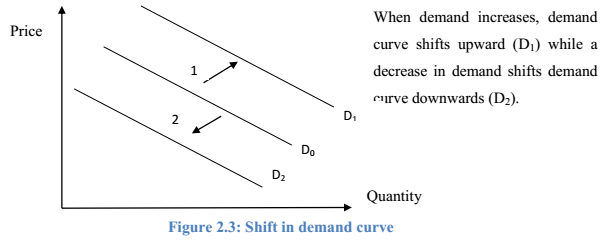 Price
When demand increases, demand
curve shifts upward (D₁) while a
decrease in demand shifts demand
curve downwards (D₂).
1
2
D₁
D₀
D₂
Quantity
Figure 2.3: Shift in demand curve